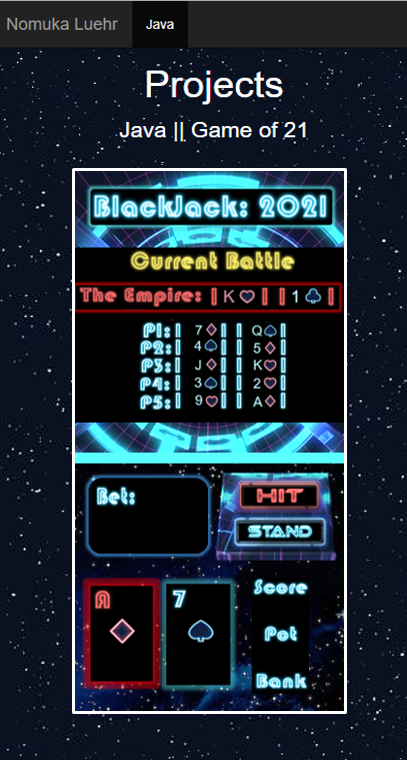 Nomuka Luehr Java
Projects
Java || Game of 21
BlackJack: 2021
Current Battle
The Empire: | K♡ | | 1♧ |
P1: | 7♢ | | Q♤ |
P2: | 4♤ | | 5♢ |
P3: | J♢ | | K♡ |
P4: | 3♤ | | 2♡ |
P5: | 9♡ | | A♢ |
Bet:
HIT
STAND
A 7
Score
Pot
Bank